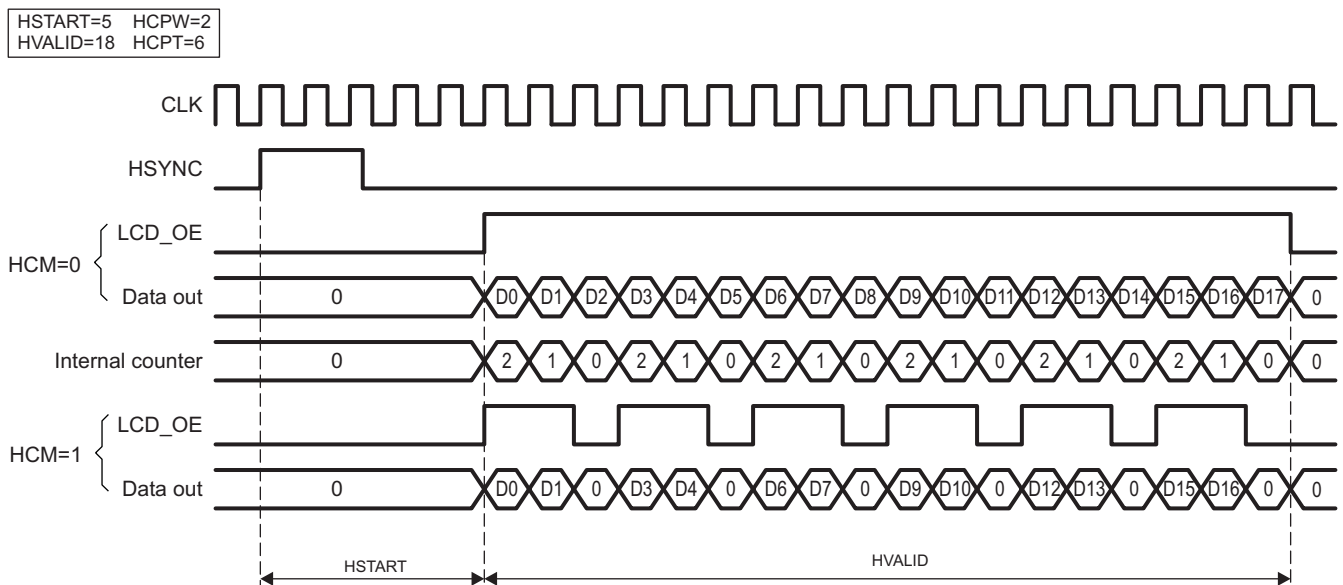 HSTART=5 HCPW=2
HVALID=18 HCPT=6
CLK
HSYNC
HCM=0
LCD_OE
Data out
0 D0 D1 D2 D3 D4 D5 D6 D7 D8 D9 D10 D11 D12 D13 D14 D15 D16 D17 0
Internal counter
0 2 1 0 2 1 0 2 1 0 2 1 0 2 1 0 2 1 0 0
HCM=1
LCD_OE
Data out
0 D0 D1 0 D3 D4 0 D6 D7 0 D9 D10 0 D12 D13 0 D15 D16 0 0
HSTART
HVALID